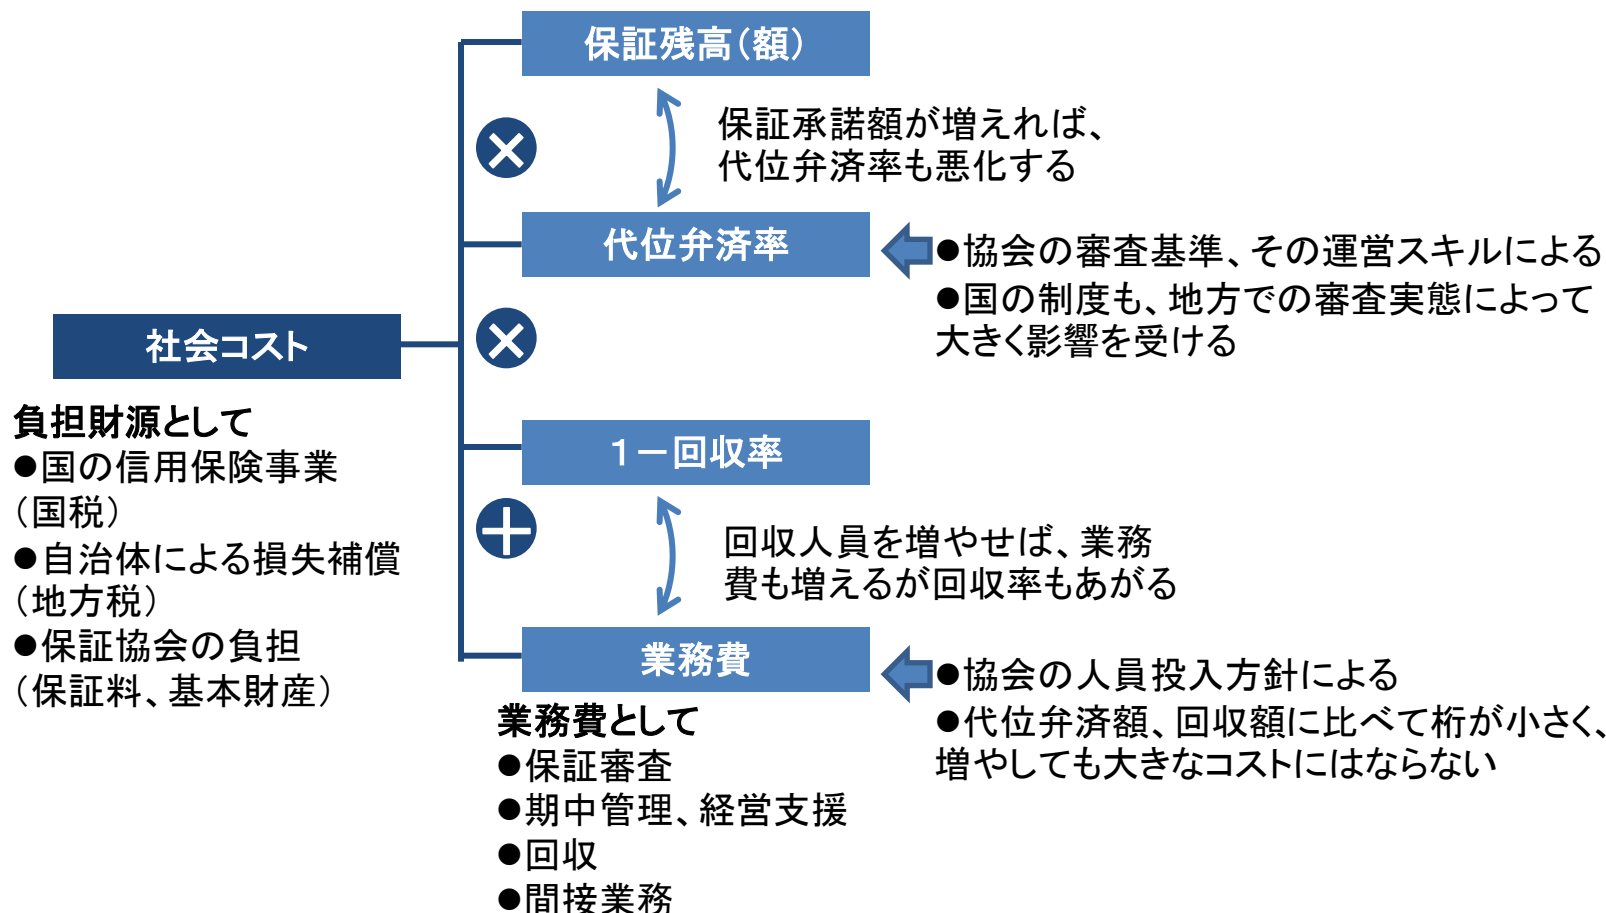 保証残高（額）
保証承諾額が増えれば、
代位弁済率も悪化する
代位弁済率
●協会の審査基準、その運営スキルによる
●国の制度も、地方での審査実態によって
大きく影響を受ける
社会コスト
負担財源として
●国の信用保険事業
（国税）
●自治体による損失補償
（地方税）
●保証協会の負担
（保証料、基本財産）
１－回収率
回収人員を増やせば、業務
費も増えるが回収率もあがる
業務費
●協会の人員投入方針による
●代位弁済額、回収額に比べて桁が小さく、
増やしても大きなコストにはならない
業務費として
●保証審査
●期中管理、経営支援
●回収
●間接業務